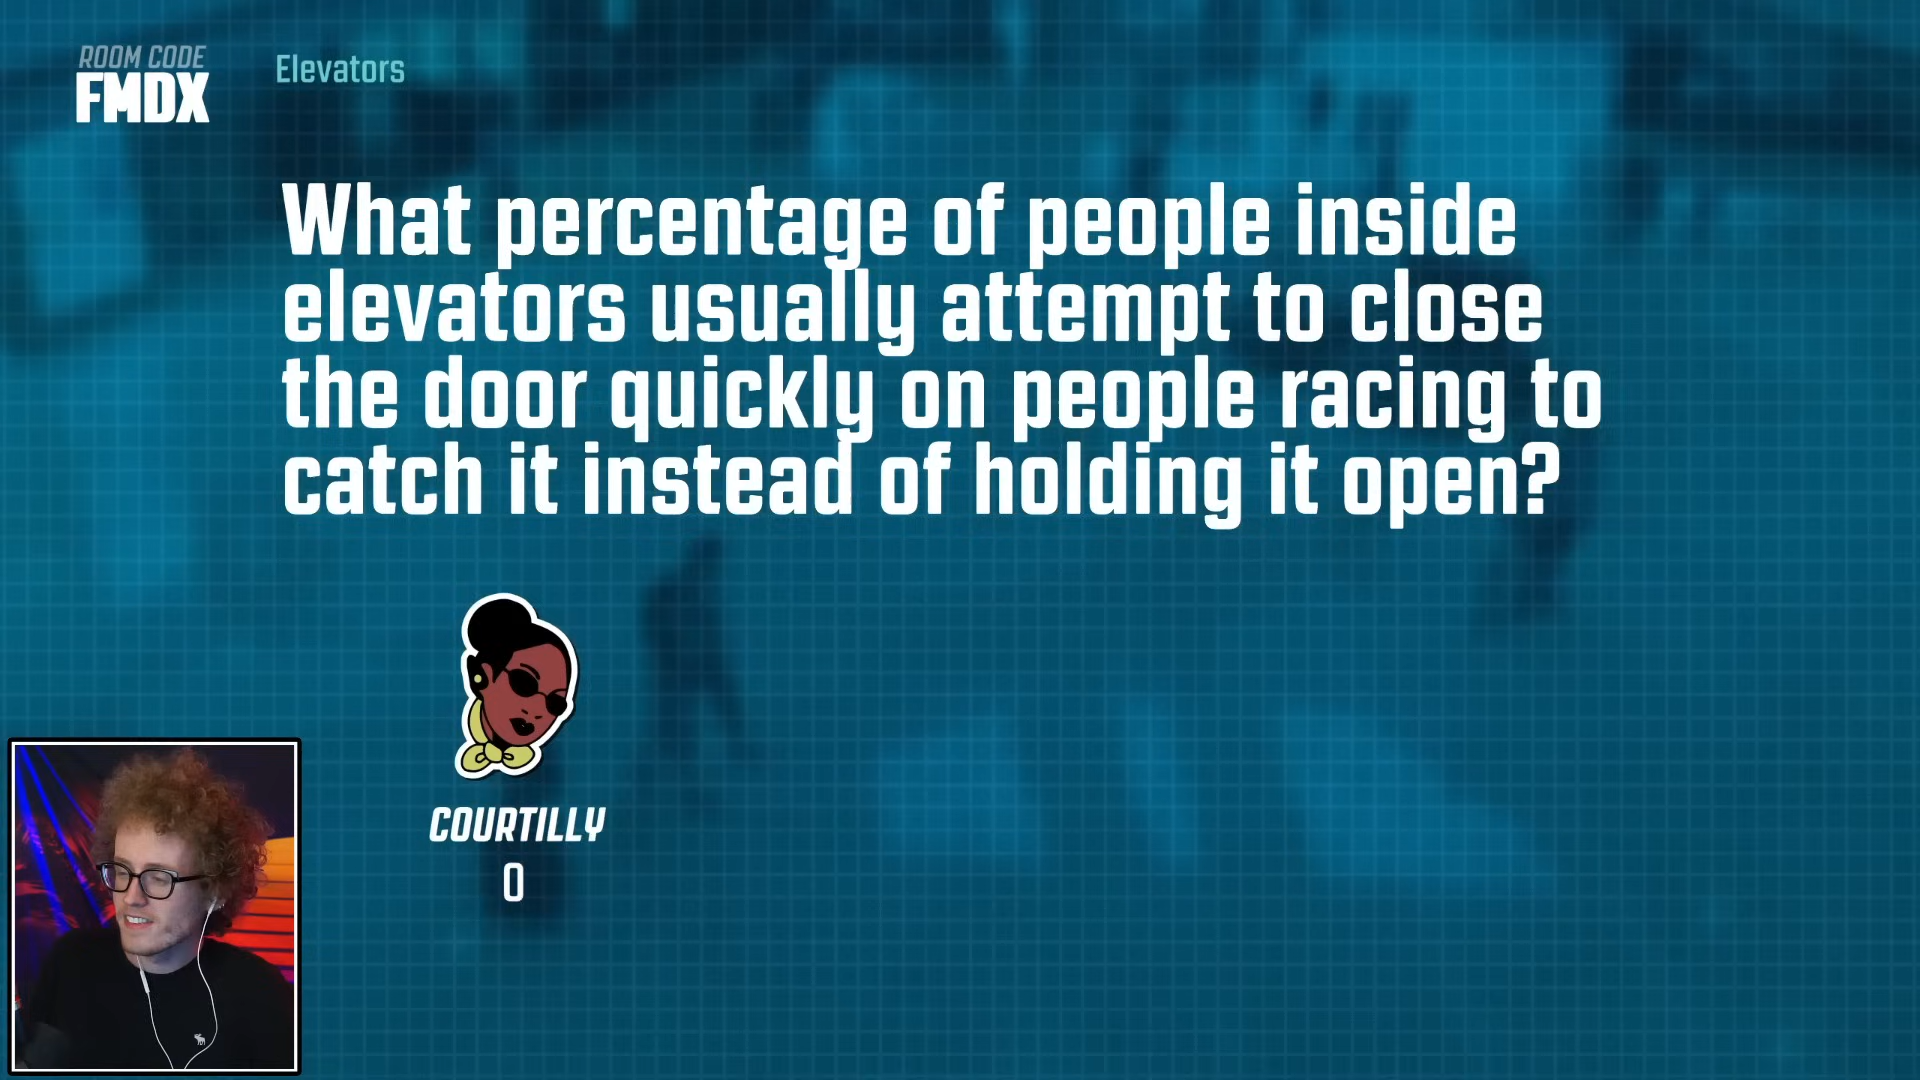 ROOM CODE
FMDX
Elevators
What percentage of people inside
elevators usually attempt to close
the door quickly on people racing to
catch it instead of holding it open?
COURTILLY
0